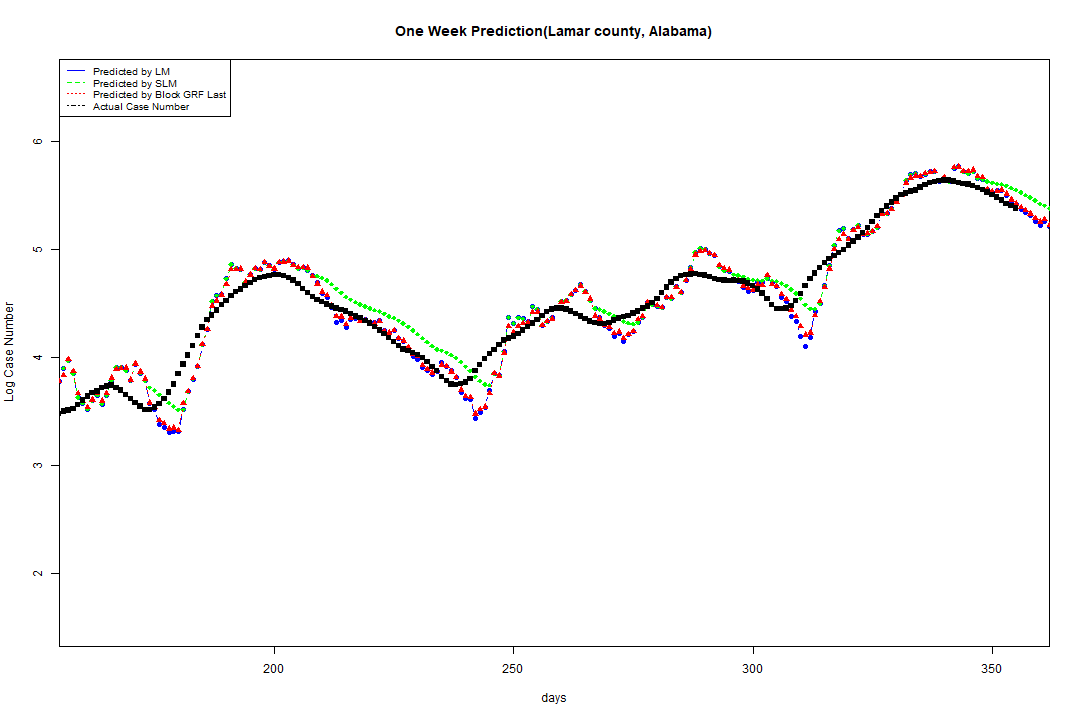 One Week Prediction(Lamar county, Alabama)
Predicted by LM
Predicted by SLM
Predicted by Block GRF Last
Actual Case Number
Log Case Number
6
5
4
3
2
200 250 300 350
days